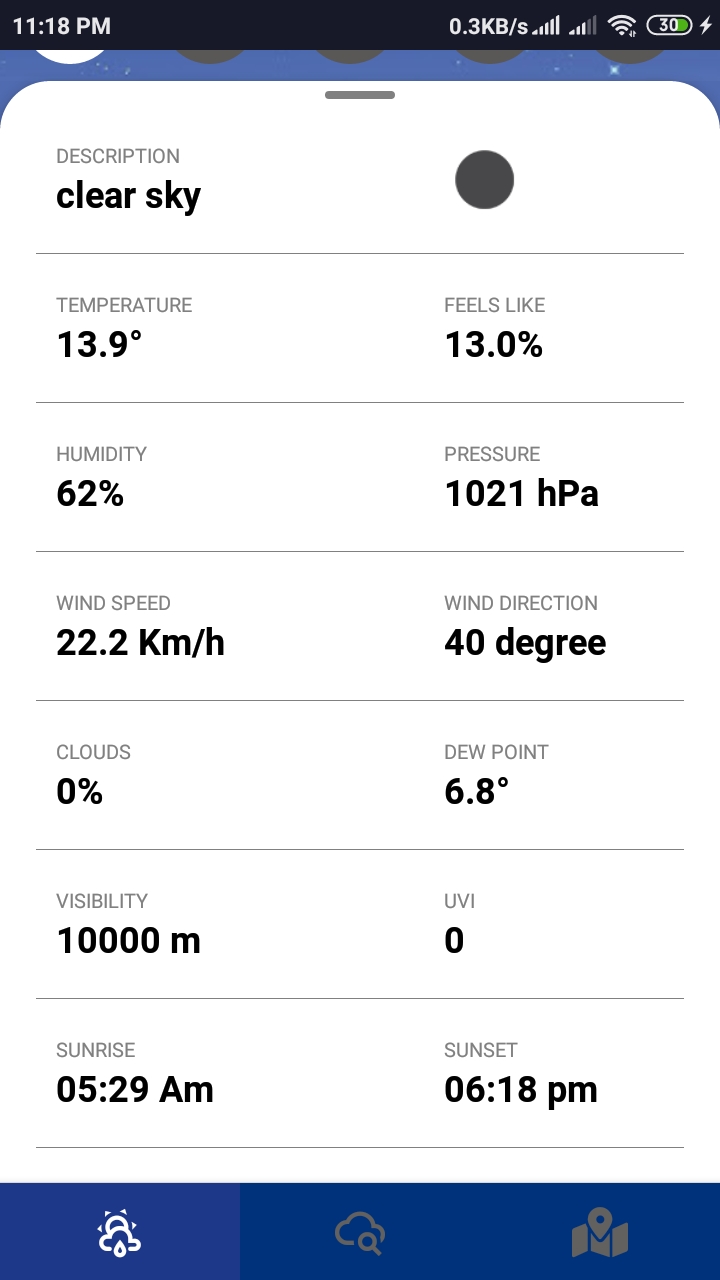 11:18 PM 0.3KB/s 30
DESCRIPTION
clear sky
TEMPERATURE FEELS LIKE
13.9° 13.0%
HUMIDITY PRESSURE
62% 1021 hPa
WIND SPEED WIND DIRECTION
22.2 Km/h 40 degree
CLOUDS DEW POINT
0% 6.8°
VISIBILITY UVI
10000 m 0
SUNRISE SUNSET
05:29 Am 06:18 pm